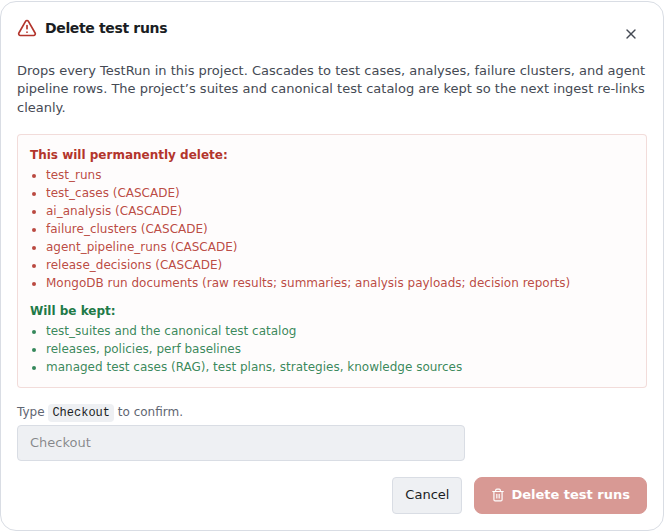 Delete test runs
Drops every TestRun in this project. Cascades to test cases, analyses, failure clusters, and agent
pipeline rows. The project’s suites and canonical test catalog are kept so the next ingest re-links
cleanly.
This will permanently delete:
• test_runs
• test_cases (CASCADE)
• ai_analysis (CASCADE)
• failure_clusters (CASCADE)
• agent_pipeline_runs (CASCADE)
• release_decisions (CASCADE)
• MongoDB run documents (raw results; summaries; analysis payloads; decision reports)
Will be kept:
• test_suites and the canonical test catalog
• releases, policies, perf baselines
• managed test cases (RAG), test plans, strategies, knowledge sources
Type Checkout to confirm.
Checkout
Cancel
Delete test runs